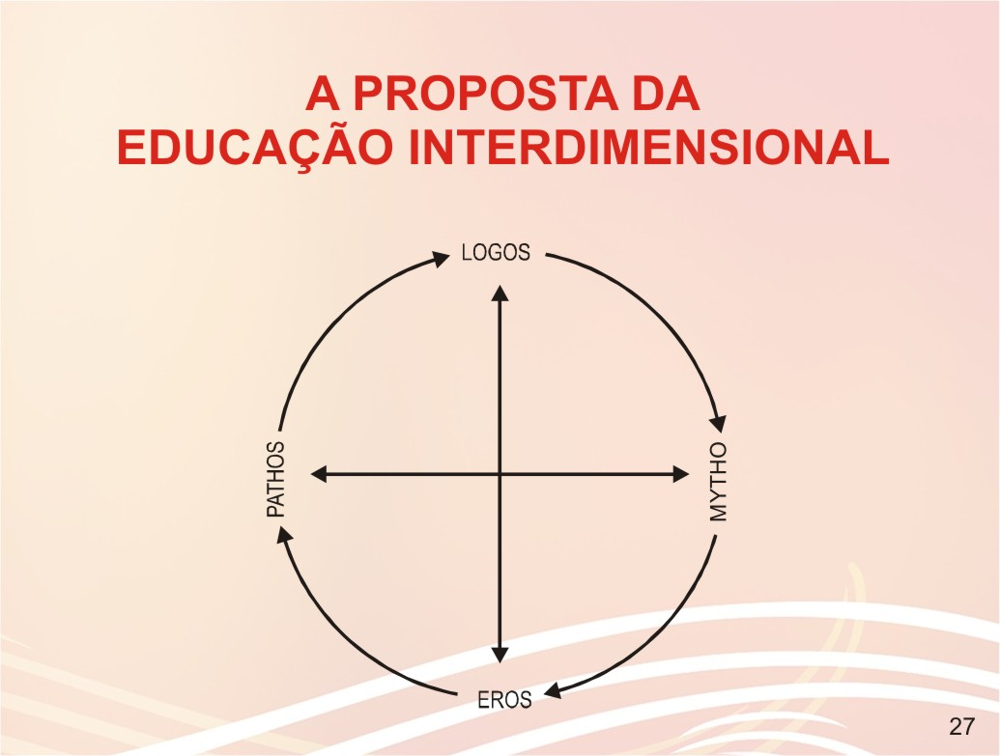 A PROPOSTA DA
EDUCAÇÃO INTERDIMENSIONAL
LOGOS
PATHOS
MYTHO
EROS
27